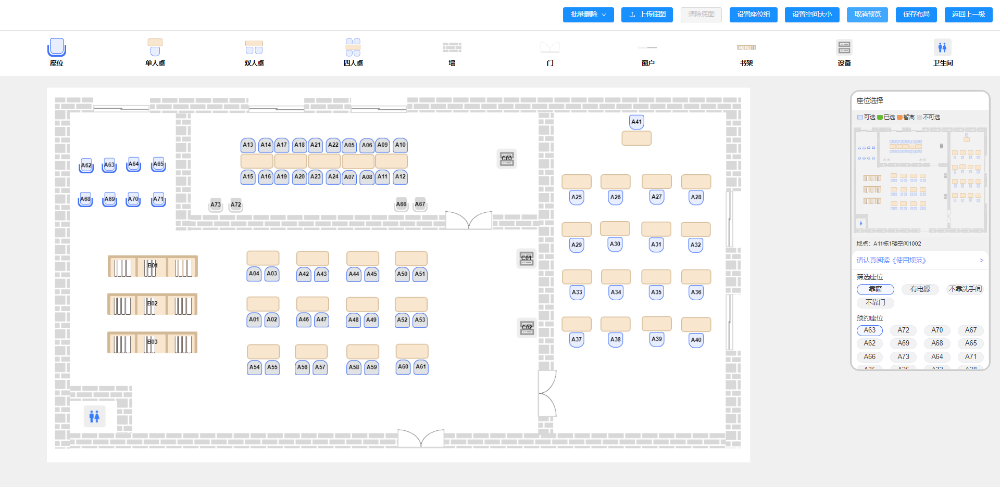 批量删除 上传底图 清除底图 设置座位组 设置空间大小 取消预览 保存布局 返回上一级
座位 单人桌 双人桌 四人桌 墙 门 窗户 书架 设备 卫生间
A41
A13 A14 A17 A18 A21 A22 A05 A06 A09 A10
C03
A62 A63 A64 A65
A15 A16 A19 A20 A23 A24 A07 A08 A11 A12
A68 A69 A70 A71
A73 A72 A66 A67
A25 A26 A27 A28
A29 A30 A31 A32
C01
B01
A04 A03 A42 A43 A44 A45 A50 A51
A33 A34 A35 A36
B02
A01 A02 A46 A47 A48 A49 A52 A53
C02
A37 A38 A39 A40
B03
A54 A55 A56 A57 A58 A59 A60 A61
座位选择
可选 已选 暂离 不可选
地点: A11栋1楼空间1002
请认真阅读《使用规范》 >
筛选座位
靠窗 有电源 不靠洗手间
不靠门
预约座位
A63 A72 A70 A67
A62 A69 A68 A65
A66 A73 A64 A71